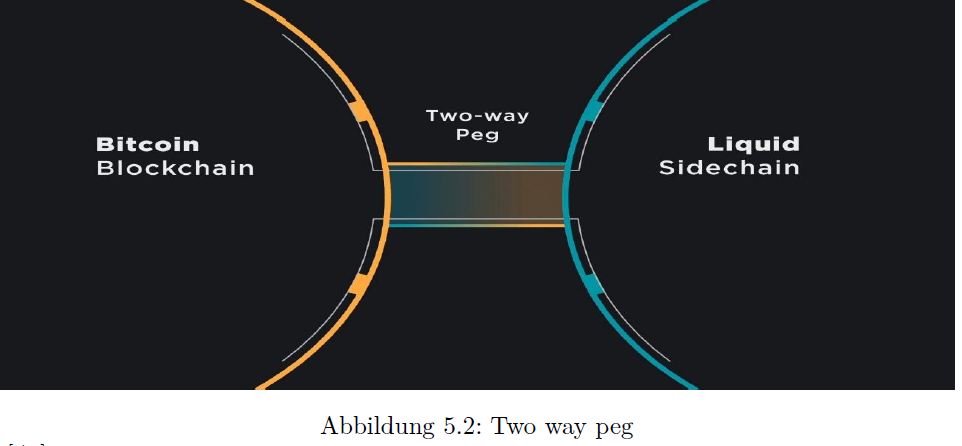 Two-way
Peg
Bitcoin
Blockchain
Liquid
Sidechain
Abbildung 5.2: Two way peg